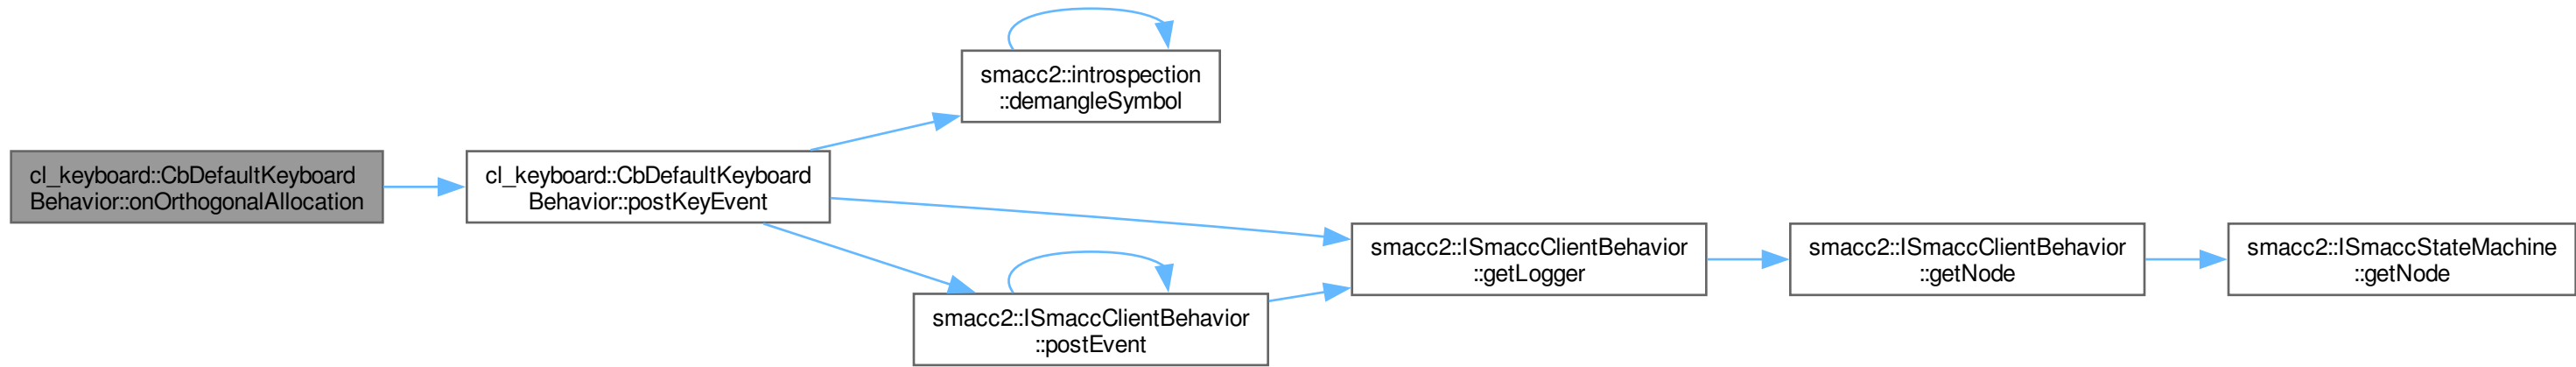 cl_keyboard::CbDefaultKeyboard
Behavior::onOrthogonalAllocation
cl_keyboard::CbDefaultKeyboard
Behavior::postKeyEvent
smacc2::introspection
::demangleSymbol
smacc2::ISmaccClientBehavior
::postEvent
smacc2::ISmaccClientBehavior
::getLogger
smacc2::ISmaccClientBehavior
::getNode
smacc2::ISmaccStateMachine
::getNode